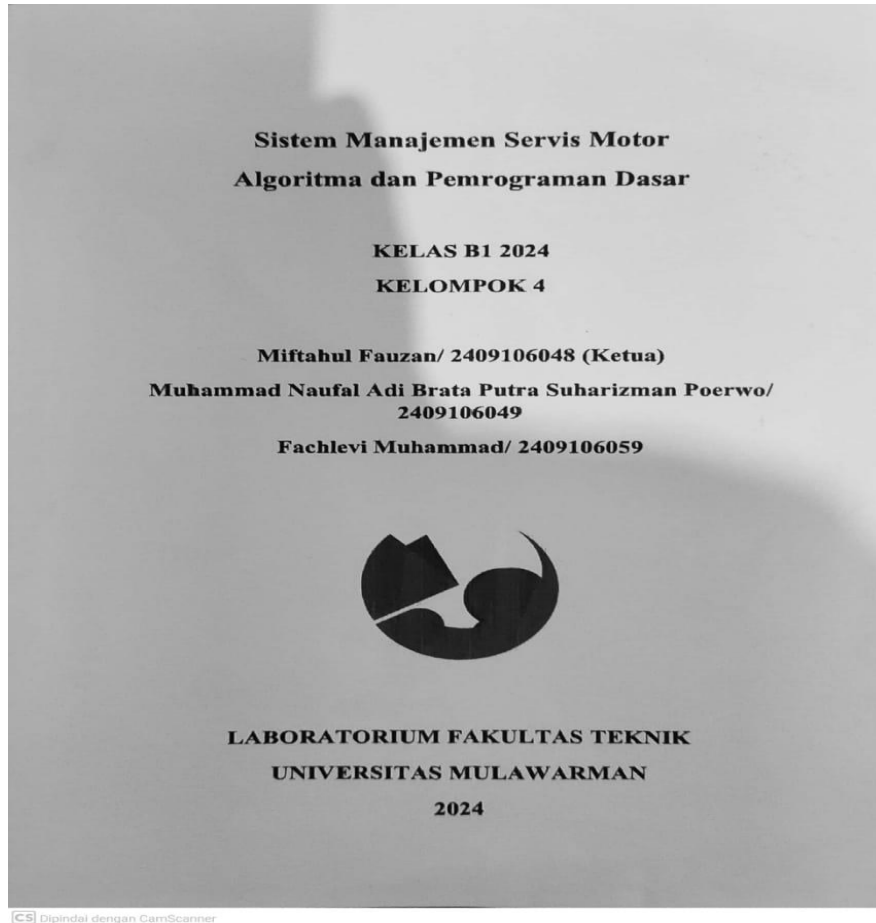 Sistem Manajemen Servis Motor
Algoritma dan Pemrograman Dasar
KELAS B1 2024
KELOMPOK 4
Miftahul Fauzan/ 2409106048 (Ketua)
Muhammad Naufal Adi Brata Putra Suharizman Poerwo/
2409106049
Fachlevi Muhammad/ 2409106059
LABORATORIUM FAKULTAS TEKNIK
UNIVERSITAS MULAWARMAN
2024
CS Dipindai dengan CamScanner